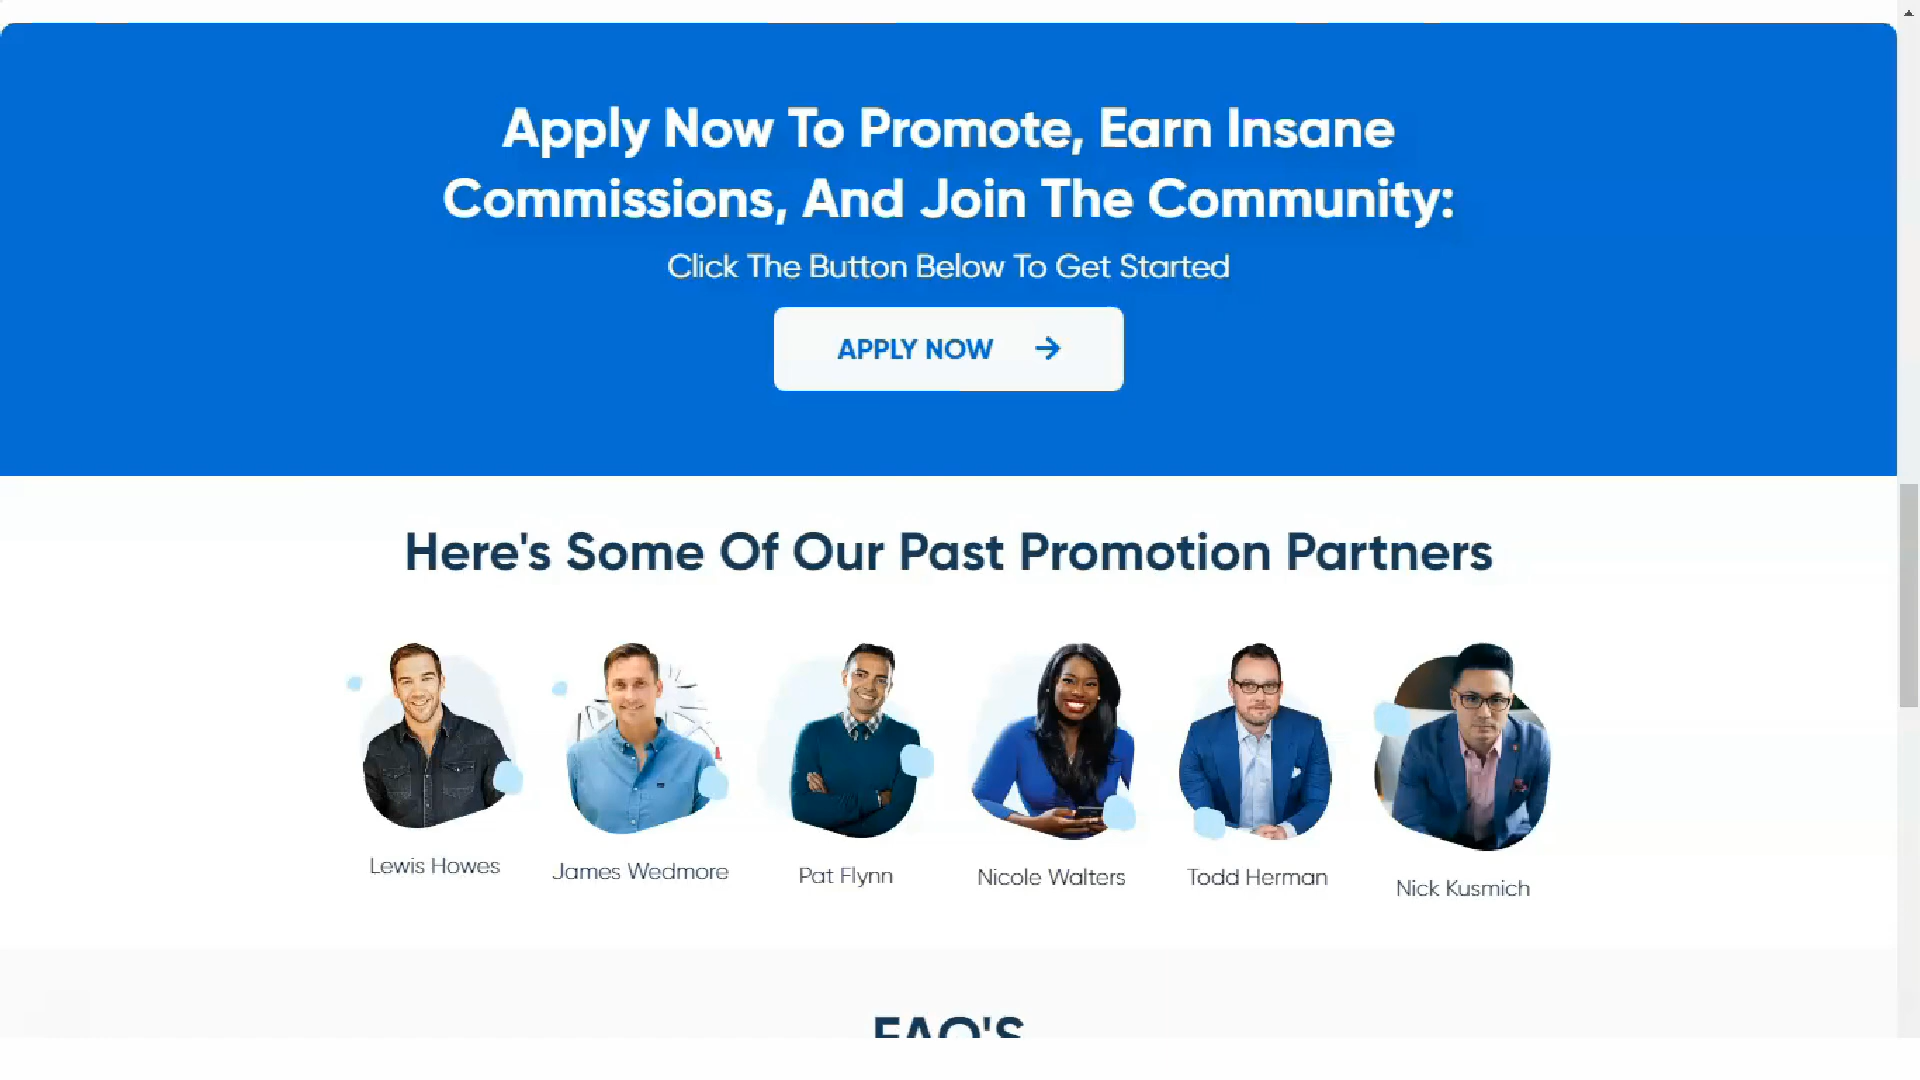 Apply Now To Promote, Earn Insane
Commissions, And Join The Community:
Click The Button Below To Get Started
APPLY NOW
Here's Some Of Our Past Promotion Partners
Lewis Howes
James Wedmore
Pat Flynn
Nicole Walters
Todd Herman
Nick Kusmich
FAQ'S